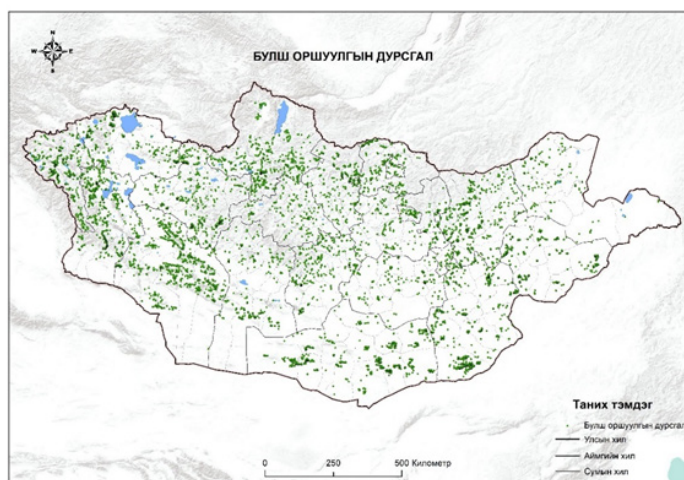 N
W E
S
БУЛШ ОРШУУЛГЫН ДУРСГАЛ
Таних тэмдэг
Булш оршуулгын дурсгал
Улсын хил
Аймгийн хил
Сумын хил
0 250 500 Километр